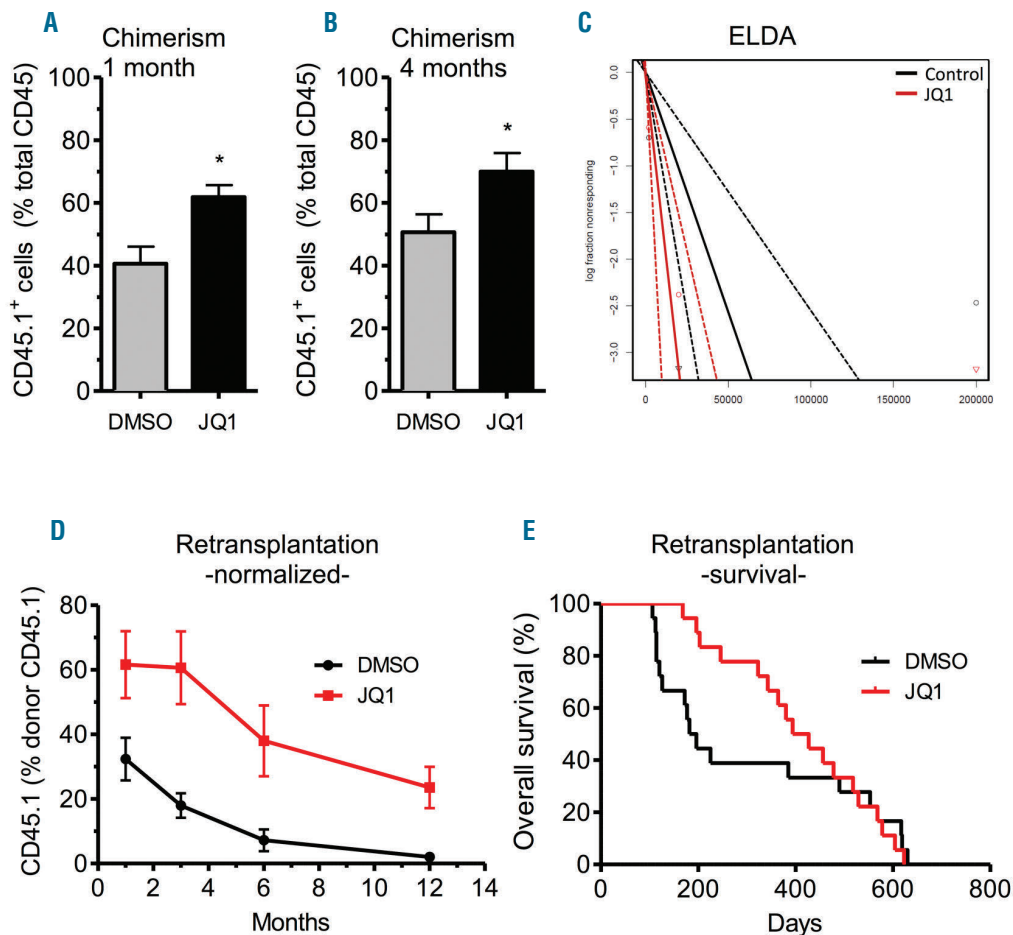 A
Chimerism
1 month
CD45.1+ cells (% total CD45)
100
80
60
40
20
0
*
DMSO
JQ1
B
Chimerism
4 months
CD45.1+ cells (% total CD45)
100
80
60
40
20
0
*
DMSO
JQ1
C
ELDA
Control
JQ1
log fraction nonresponding
0.0
-0.5
-1.0
-1.5
-2.0
-2.5
-3.0
0
50000
100000
150000
200000
D
Retransplantation
-normalized-
CD45.1 (% donor CD45.1)
80
60
40
20
0
DMSO
JQ1
0 2 4 6 8 10 12 14
Months
E
Retransplantation
-survival-
Overall survival (%)
100
80
60
40
20
0
DMSO
JQ1
0 200 400 600 800
Days